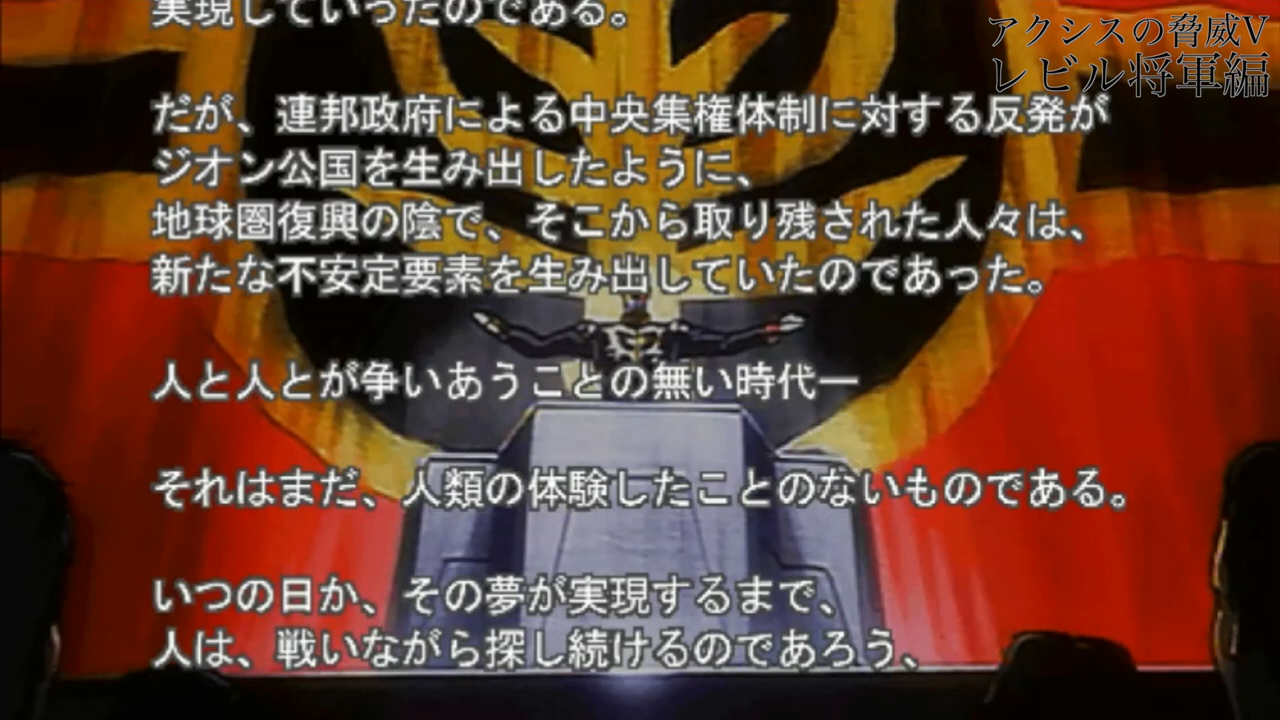 実現していったのである。
アクシスの脅威V
レビル将軍編
だが、連邦政府による中央集権体制に対する反発が
ジオン公国を生み出したように、
地球圏復興の陰で、そこから取り残された人々は、
新たな不安定要素を生み出していたのであった。
人と人とが争いあうことの無い時代―
それはまだ、人類の体験したことのないものである。
いつの日か、その夢が実現するまで、
人は、戦いながら探し続けるのであろう、